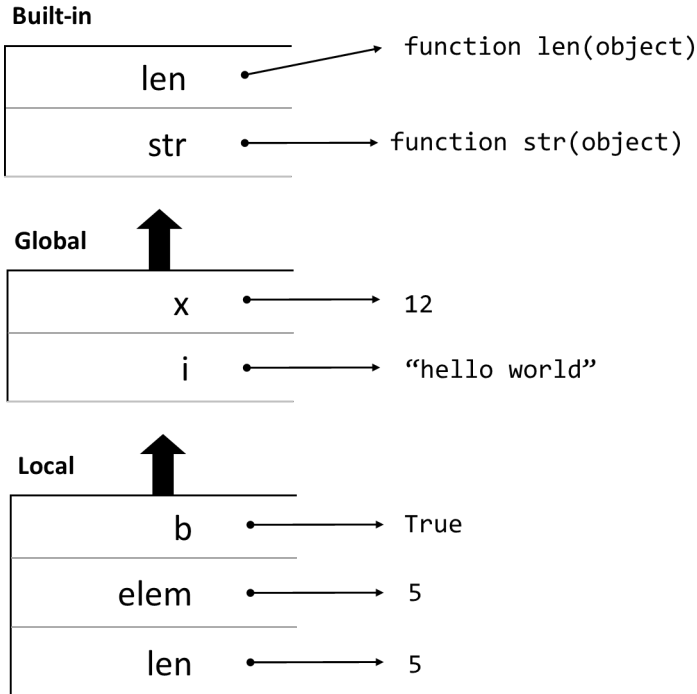 Built-in
len function len(object)
str function str(object)
Global
x 12
i “hello world”
Local
b True
elem 5
len 5